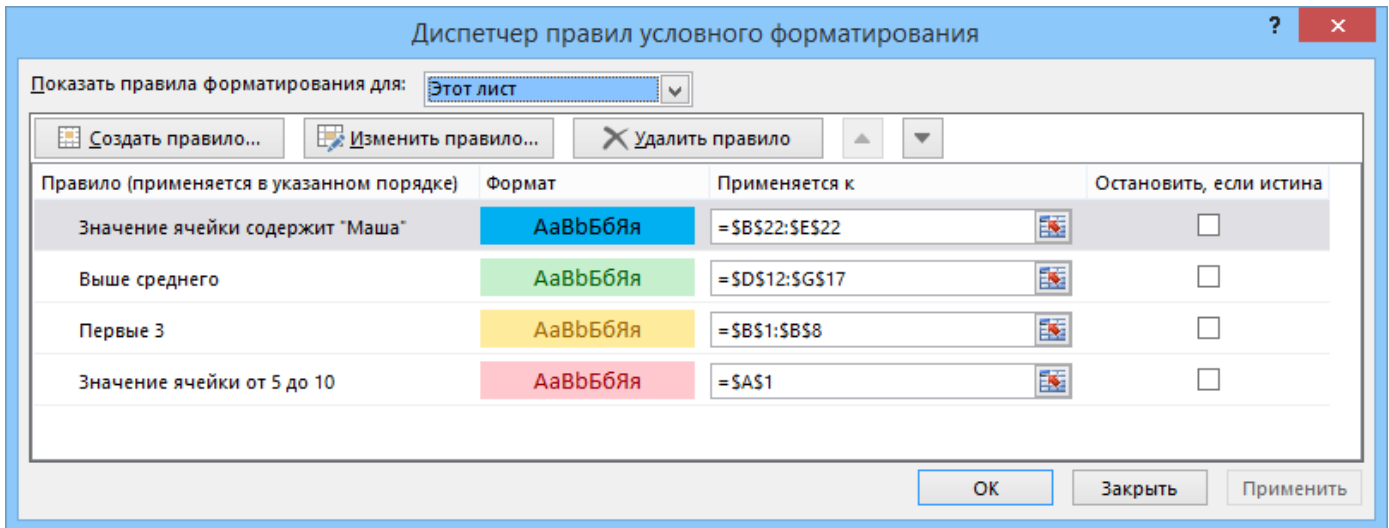 Диспетчер правил условного форматирования ? ×
Показать правила форматирования для: Этот лист
Создать правило... Изменить правило... Удалить правило
Правило (применяется в указанном порядке) Формат Применяется к Остановить, если истина
Значение ячейки содержит "Маша" АаВbБбЯя =$B$22:$E$22
Выше среднего АаВbБбЯя =$D$12:$G$17
Первые 3 АаВbБбЯя =$B$1:$B$8
Значение ячейки от 5 до 10 АаВbБбЯя =$A$1
ОК Закрыть Применить